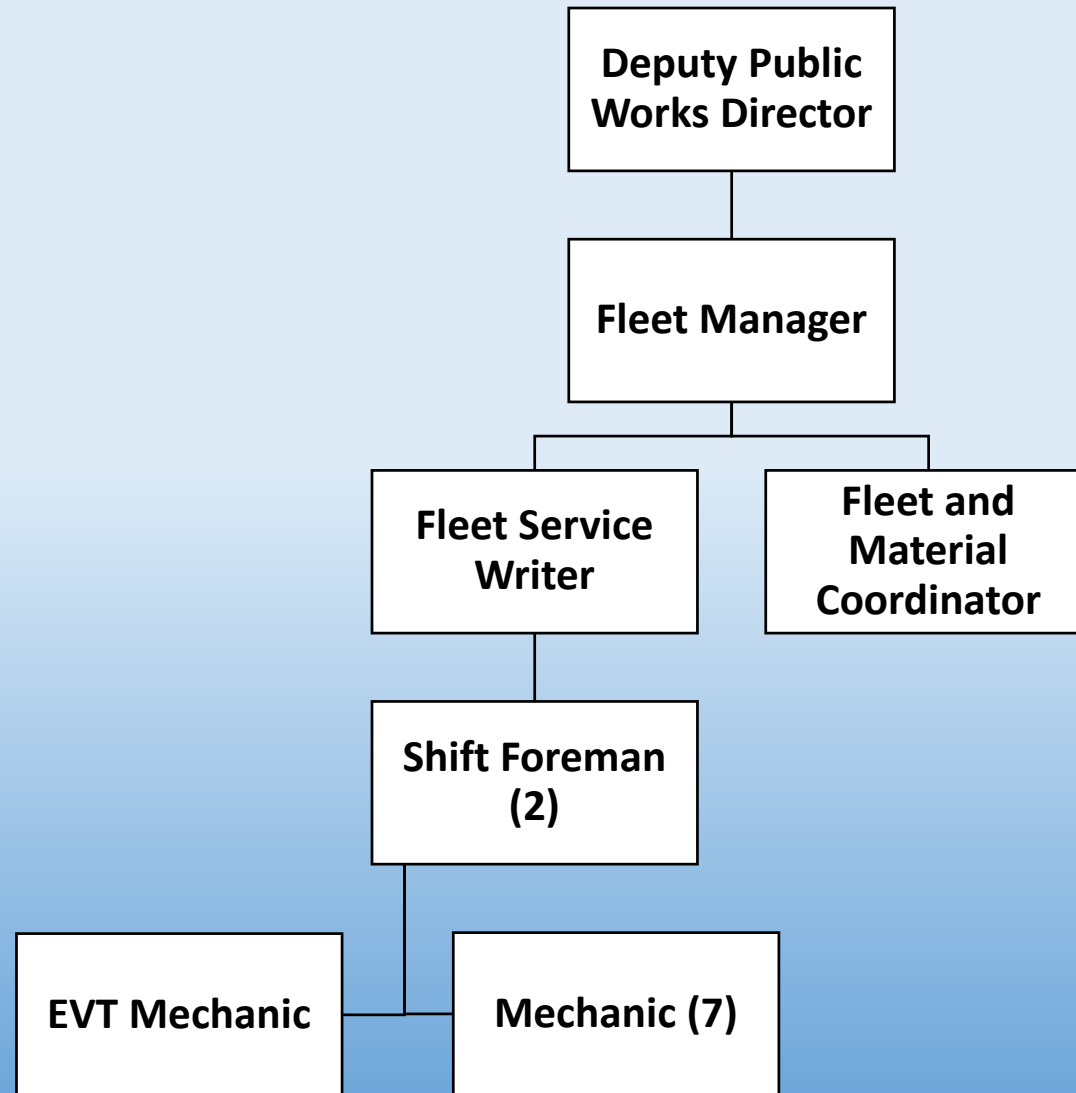 Deputy Public
Works Director
Fleet Manager
Fleet Service
Writer
Fleet and
Material
Coordinator
Shift Foreman
(2)
EVT Mechanic
Mechanic (7)